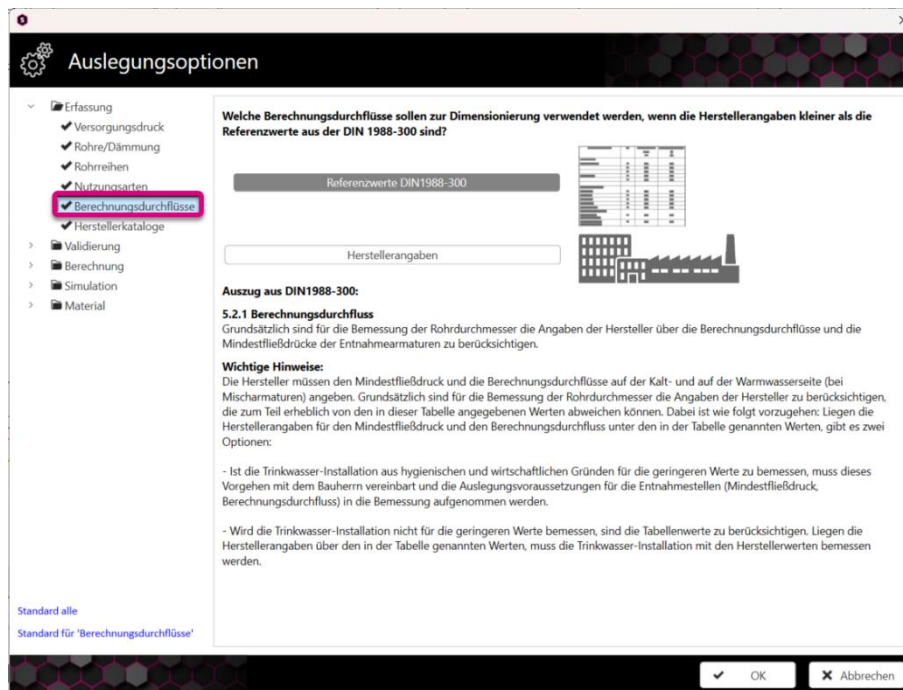 Auslegungsoptionen
Erfassung
Versorgungsdruck
Rohre/Dämmung
Rohrreihen
Nutzungsarten
Berechnungsdurchflüsse
Herstellerkataloge
Validierung
Berechnung
Simulation
Material
Standard alle
Standard für 'Berechnungsdurchflüsse'
Welche Berechnungsdurchflüsse sollen zur Dimensionierung verwendet werden, wenn die Herstellerangaben kleiner als die
Referenzwerte aus der DIN 1988-300 sind?
Referenzwerte DIN1988-300
Herstellerangaben
Auszug aus DIN1988-300:
5.2.1 Berechnungsdurchfluss
Grundsätzlich sind für die Bemessung der Rohrdurchmesser die Angaben der Hersteller über die Berechnungsdurchflüsse und die
Mindestfließdrücke der Entnahmearmaturen zu berücksichtigen.
Wichtige Hinweise:
Die Hersteller müssen den Mindestfließdruck und die Berechnungsdurchflüsse auf der Kalt- und auf der Warmwasserseite (bei
Mischarmaturen) angeben. Grundsätzlich sind für die Bemessung der Rohrdurchmesser die Angaben der Hersteller zu berücksichtigen,
die zum Teil erheblich von den in dieser Tabelle angegebenen Werten abweichen können. Dabei ist wie folgt vorzugehen: Liegen die
Herstellerangaben für den Mindestfließdruck und den Berechnungsdurchfluss unter den in der Tabelle genannten Werten, gibt es zwei
Optionen:
- Ist die Trinkwasser-Installation aus hygienischen und wirtschaftlichen Gründen für die geringeren Werte zu bemessen, muss dieses
Vorgehen mit dem Bauherrn vereinbart und die Auslegungsvoraussetzungen für die Entnahmestellen (Mindestfließdruck,
Berechnungsdurchfluss) in die Bemessung aufgenommen werden.
- Wird die Trinkwasser-Installation nicht für die geringeren Werte bemessen, sind die Tabellenwerte zu berücksichtigen. Liegen die
Herstellerangaben über den in der Tabelle genannten Werten, muss die Trinkwasser-Installation mit den Herstellerwerten bemessen
werden.
OK
Abbrechen